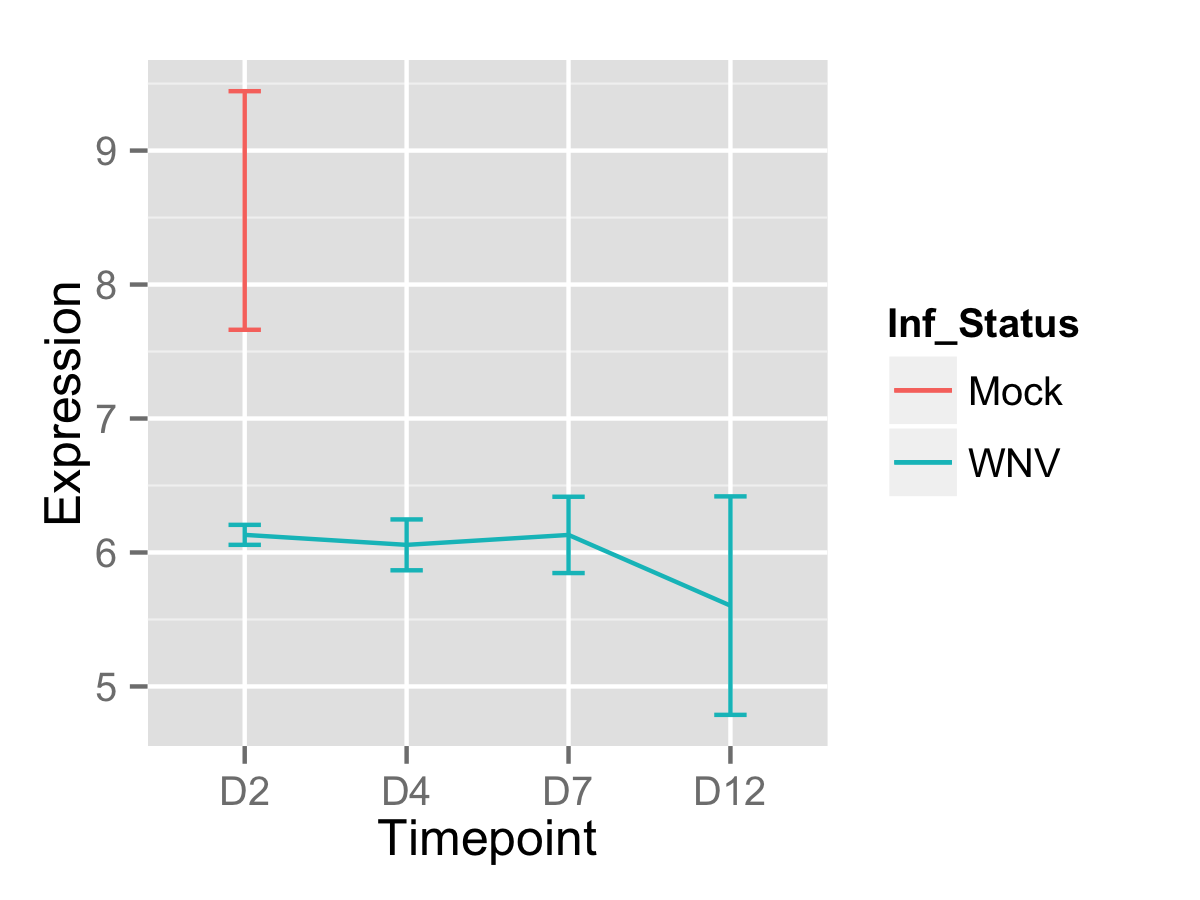 Expression
9
8
7
6
5
D2 D4 D7 D12
Timepoint
Inf_Status
Mock
WNV